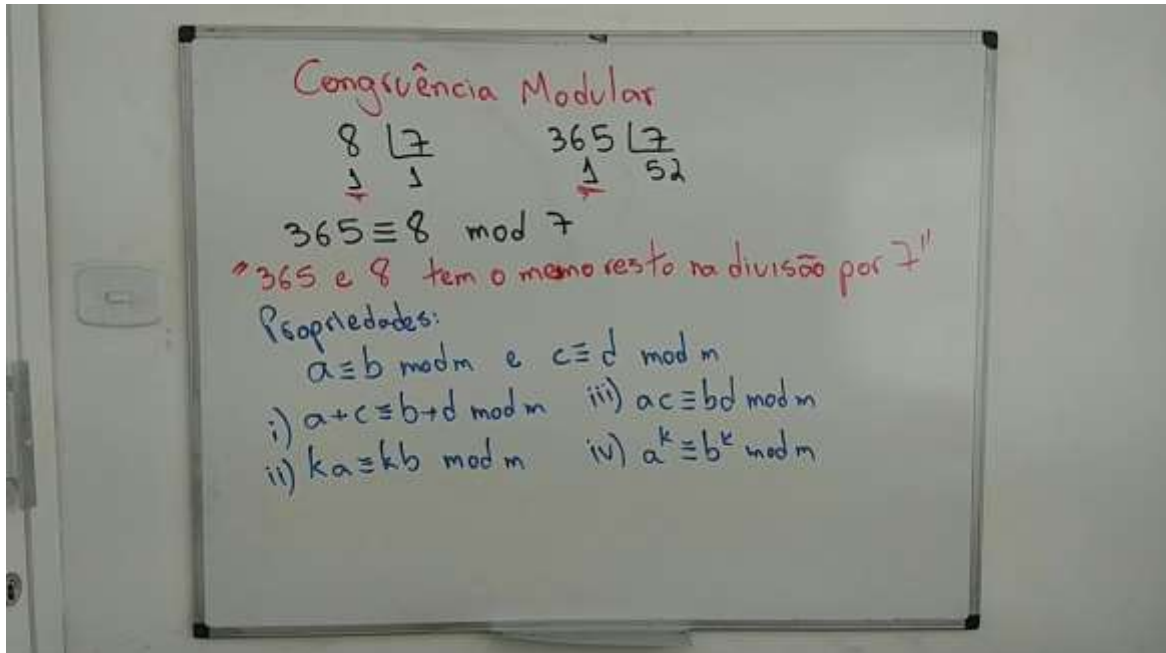 Congruência Modular
8 7 365 7
1 1 1 52
365 ≡ 8 mod 7
"365 e 8 tem o memo resto na divisão por 7"
Propriedades:
a ≡ b mod m e c ≡ d mod m
i) a + c ≡ b + d mod m iii) ac ≡ bd mod m
ii) ka ≡ kb mod m iv) a^k ≡ b^k mod m